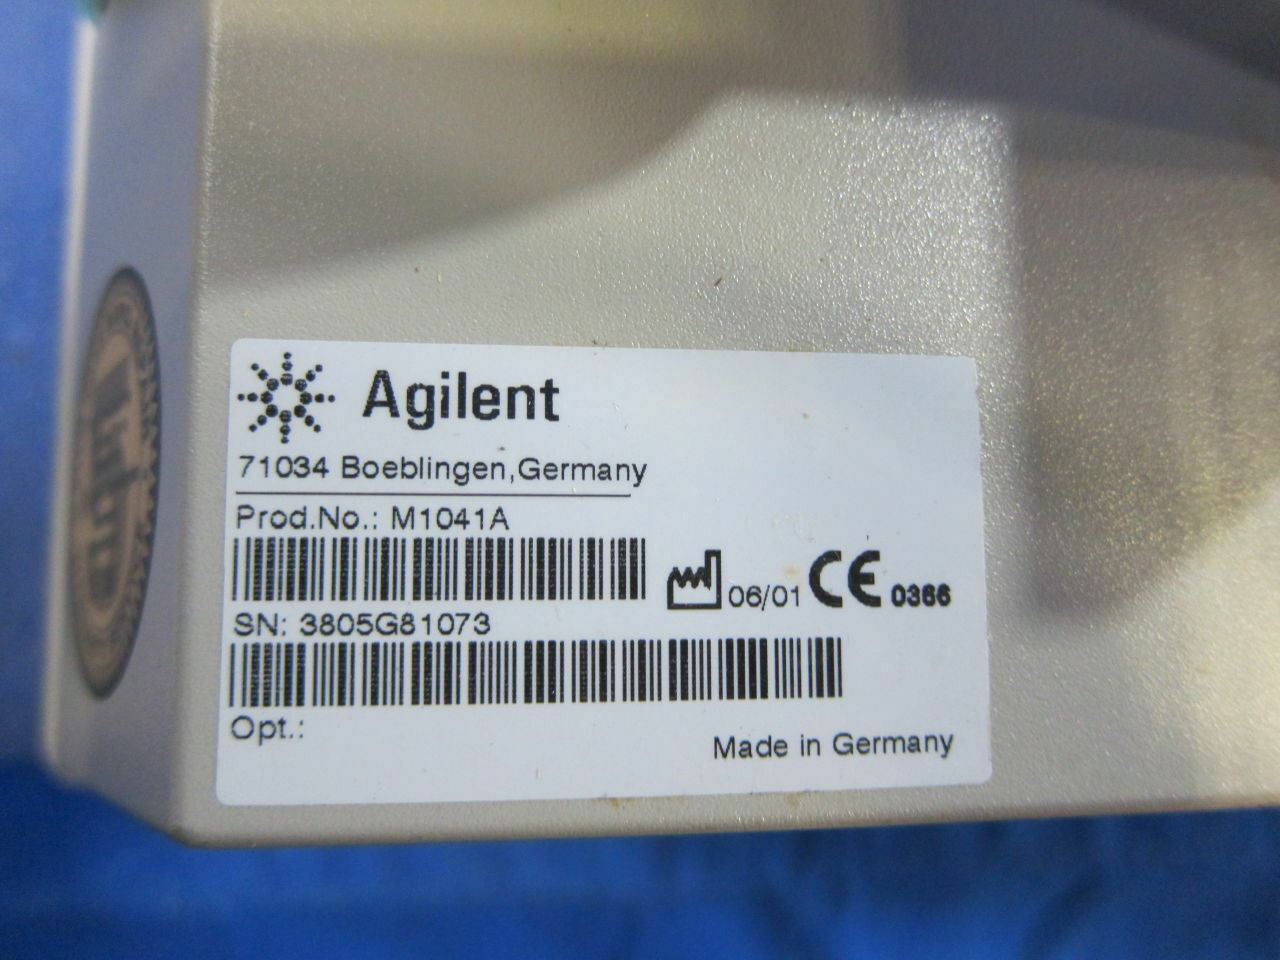 Agilent
71034 Boeblingen,Germany
Prod.No.: M1041A
06/01 CE 0366
SN: 3805G81073
Opt.:
Made in Germany